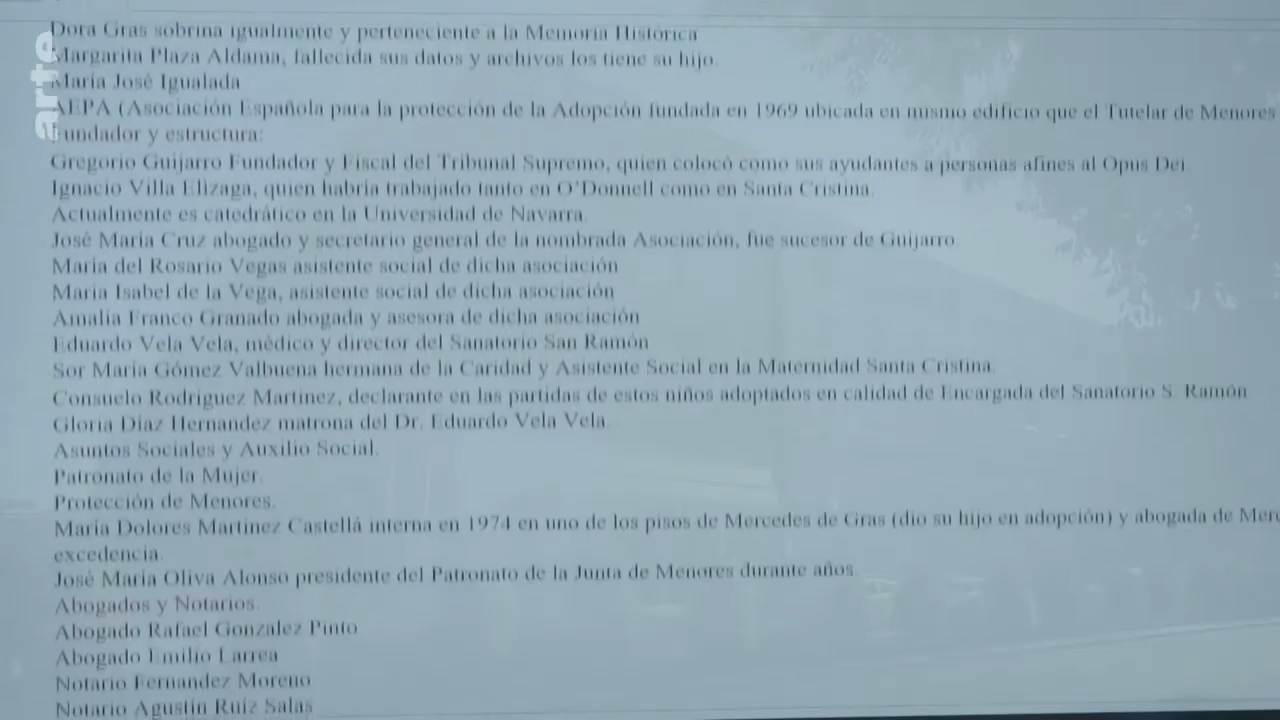 arte
Dora Gras sobrina igualmente y perteneciente a la Memoria Histórica
Margarita Plaza Aldama, fallecida sus datos y archivos los tiene su hijo.
María José Igualada
AEPA (Asociación Española para la protección de la Adopción fundada en 1969 ubicada en mismo edificio que el Tutelar de Menores
Fundador y estructura:
Gregorio Guijarro Fundador y Fiscal del Tribunal Supremo, quien colocó como sus ayudantes a personas afines al Opus Dei
Ignacio Villa Elizaga, quien habría trabajado tanto en O'Donnell como en Santa Cristina.
Actualmente es catedrático en la Universidad de Navarra.
José María Cruz abogado y secretario general de la nombrada Asociación, fue sucesor de Guijarro.
María del Rosario Vegas asistente social de dicha asociación
María Isabel de la Vega, asistente social de dicha asociación
Amalia Franco Granado abogada y asesora de dicha asociación
Eduardo Vela Vela, médico y director del Sanatorio San Ramón
Sor María Gómez Valbuena hermana de la Caridad y Asistente Social en la Maternidad Santa Cristina.
Consuelo Rodriguez Martinez, declarante en las partidas de estos niños adoptados en calidad de Encargada del Sanatorio S. Ramón
Gloria Díaz Hernandez matrona del Dr. Eduardo Vela Vela.
Asuntos Sociales y Auxilio Social.
Patronato de la Mujer.
Protección de Menores.
María Dolores Martinez Castellá interna en 1974 en uno de los pisos de Mercedes de Gras (dio su hijo en adopción) y abogada de Merc
excedencia.
José María Oliva Alonso presidente del Patronato de la Junta de Menores durante años.
Abogados y Notarios.
Abogado Rafael Gonzalez Pinto
Abogado Emilio Larrea
Notario Fernandez Moreno
Notario Agustín Ruíz Salas